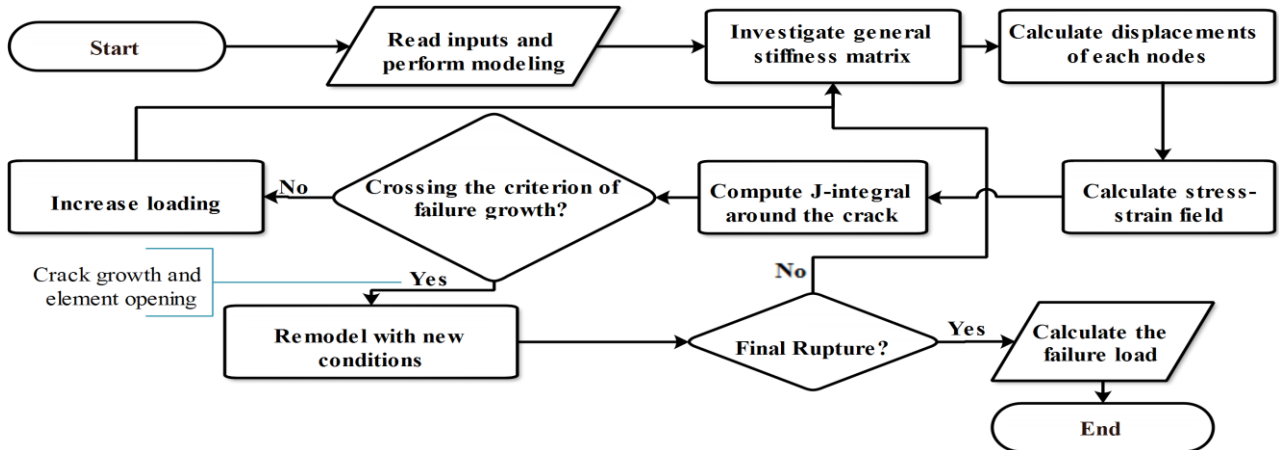 Start
Read inputs and
perform modeling
Investigate general
stiffness matrix
Calculate displacements
of each nodes
Increase loading
No
Crossing the criterion of
failure growth?
Compute J-integral
around the crack
Calculate stress-
strain field
Crack growth and
element opening
Yes
Remodel with new
conditions
Final Rupture?
No
Yes
Calculate the
failure load
End